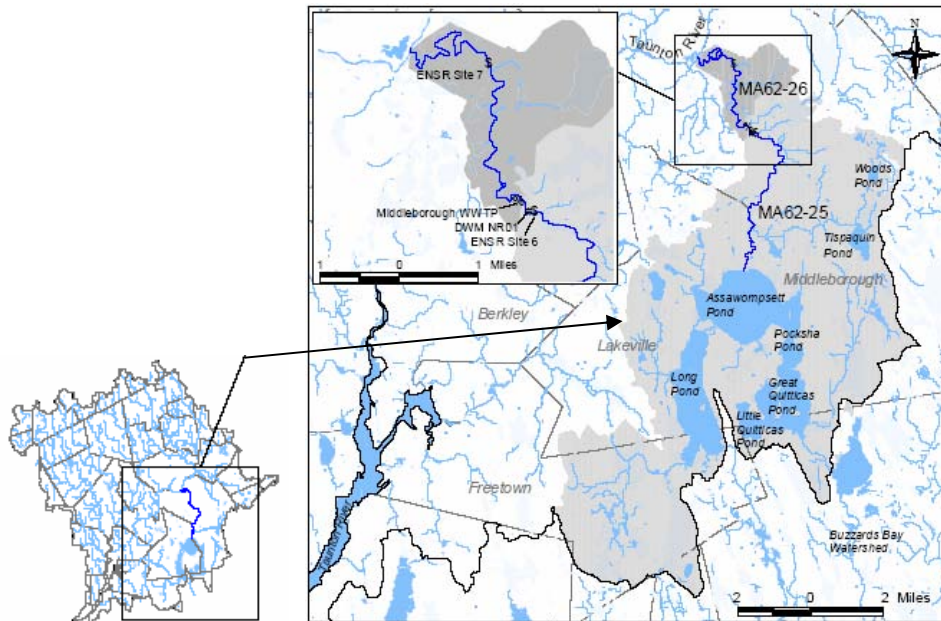 Taunton River
N
ENSR Site 7
S
MA62-26
Middleborough WWTP
DWM NR01
ENSR Site 6
S
1 0 1 Miles
Woods
Pond
MA62-25
Tispaquin
Pond
Middleborough
Assawompsett
Pond
Berkley
Pocksha
Pond
Lakeville
Long
Pond
Great
Quitticas
Pond
Little
Quitticas
Pond
Freetown
Taunton River
Buzzards Bay
Watershed
2 0 2 Miles